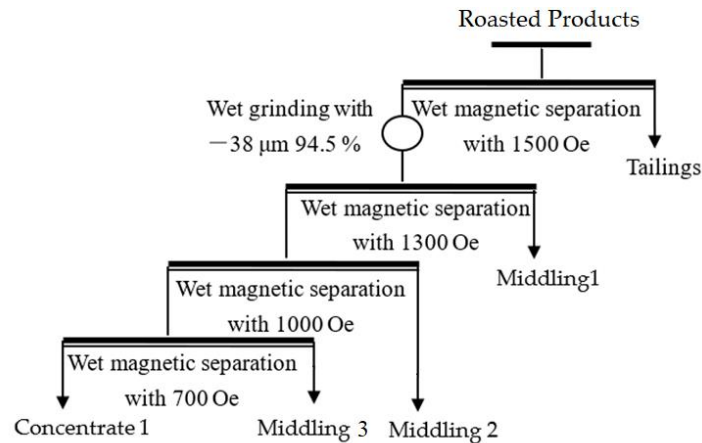 Roasted Products
Wet grinding with
－38 μm 94.5 %
Wet magnetic separation
with 1500 Oe
Tailings
Wet magnetic separation
with 1300 Oe
Middling1
Wet magnetic separation
with 1000 Oe
Wet magnetic separation
with 700 Oe
Concentrate 1
Middling 3
Middling 2